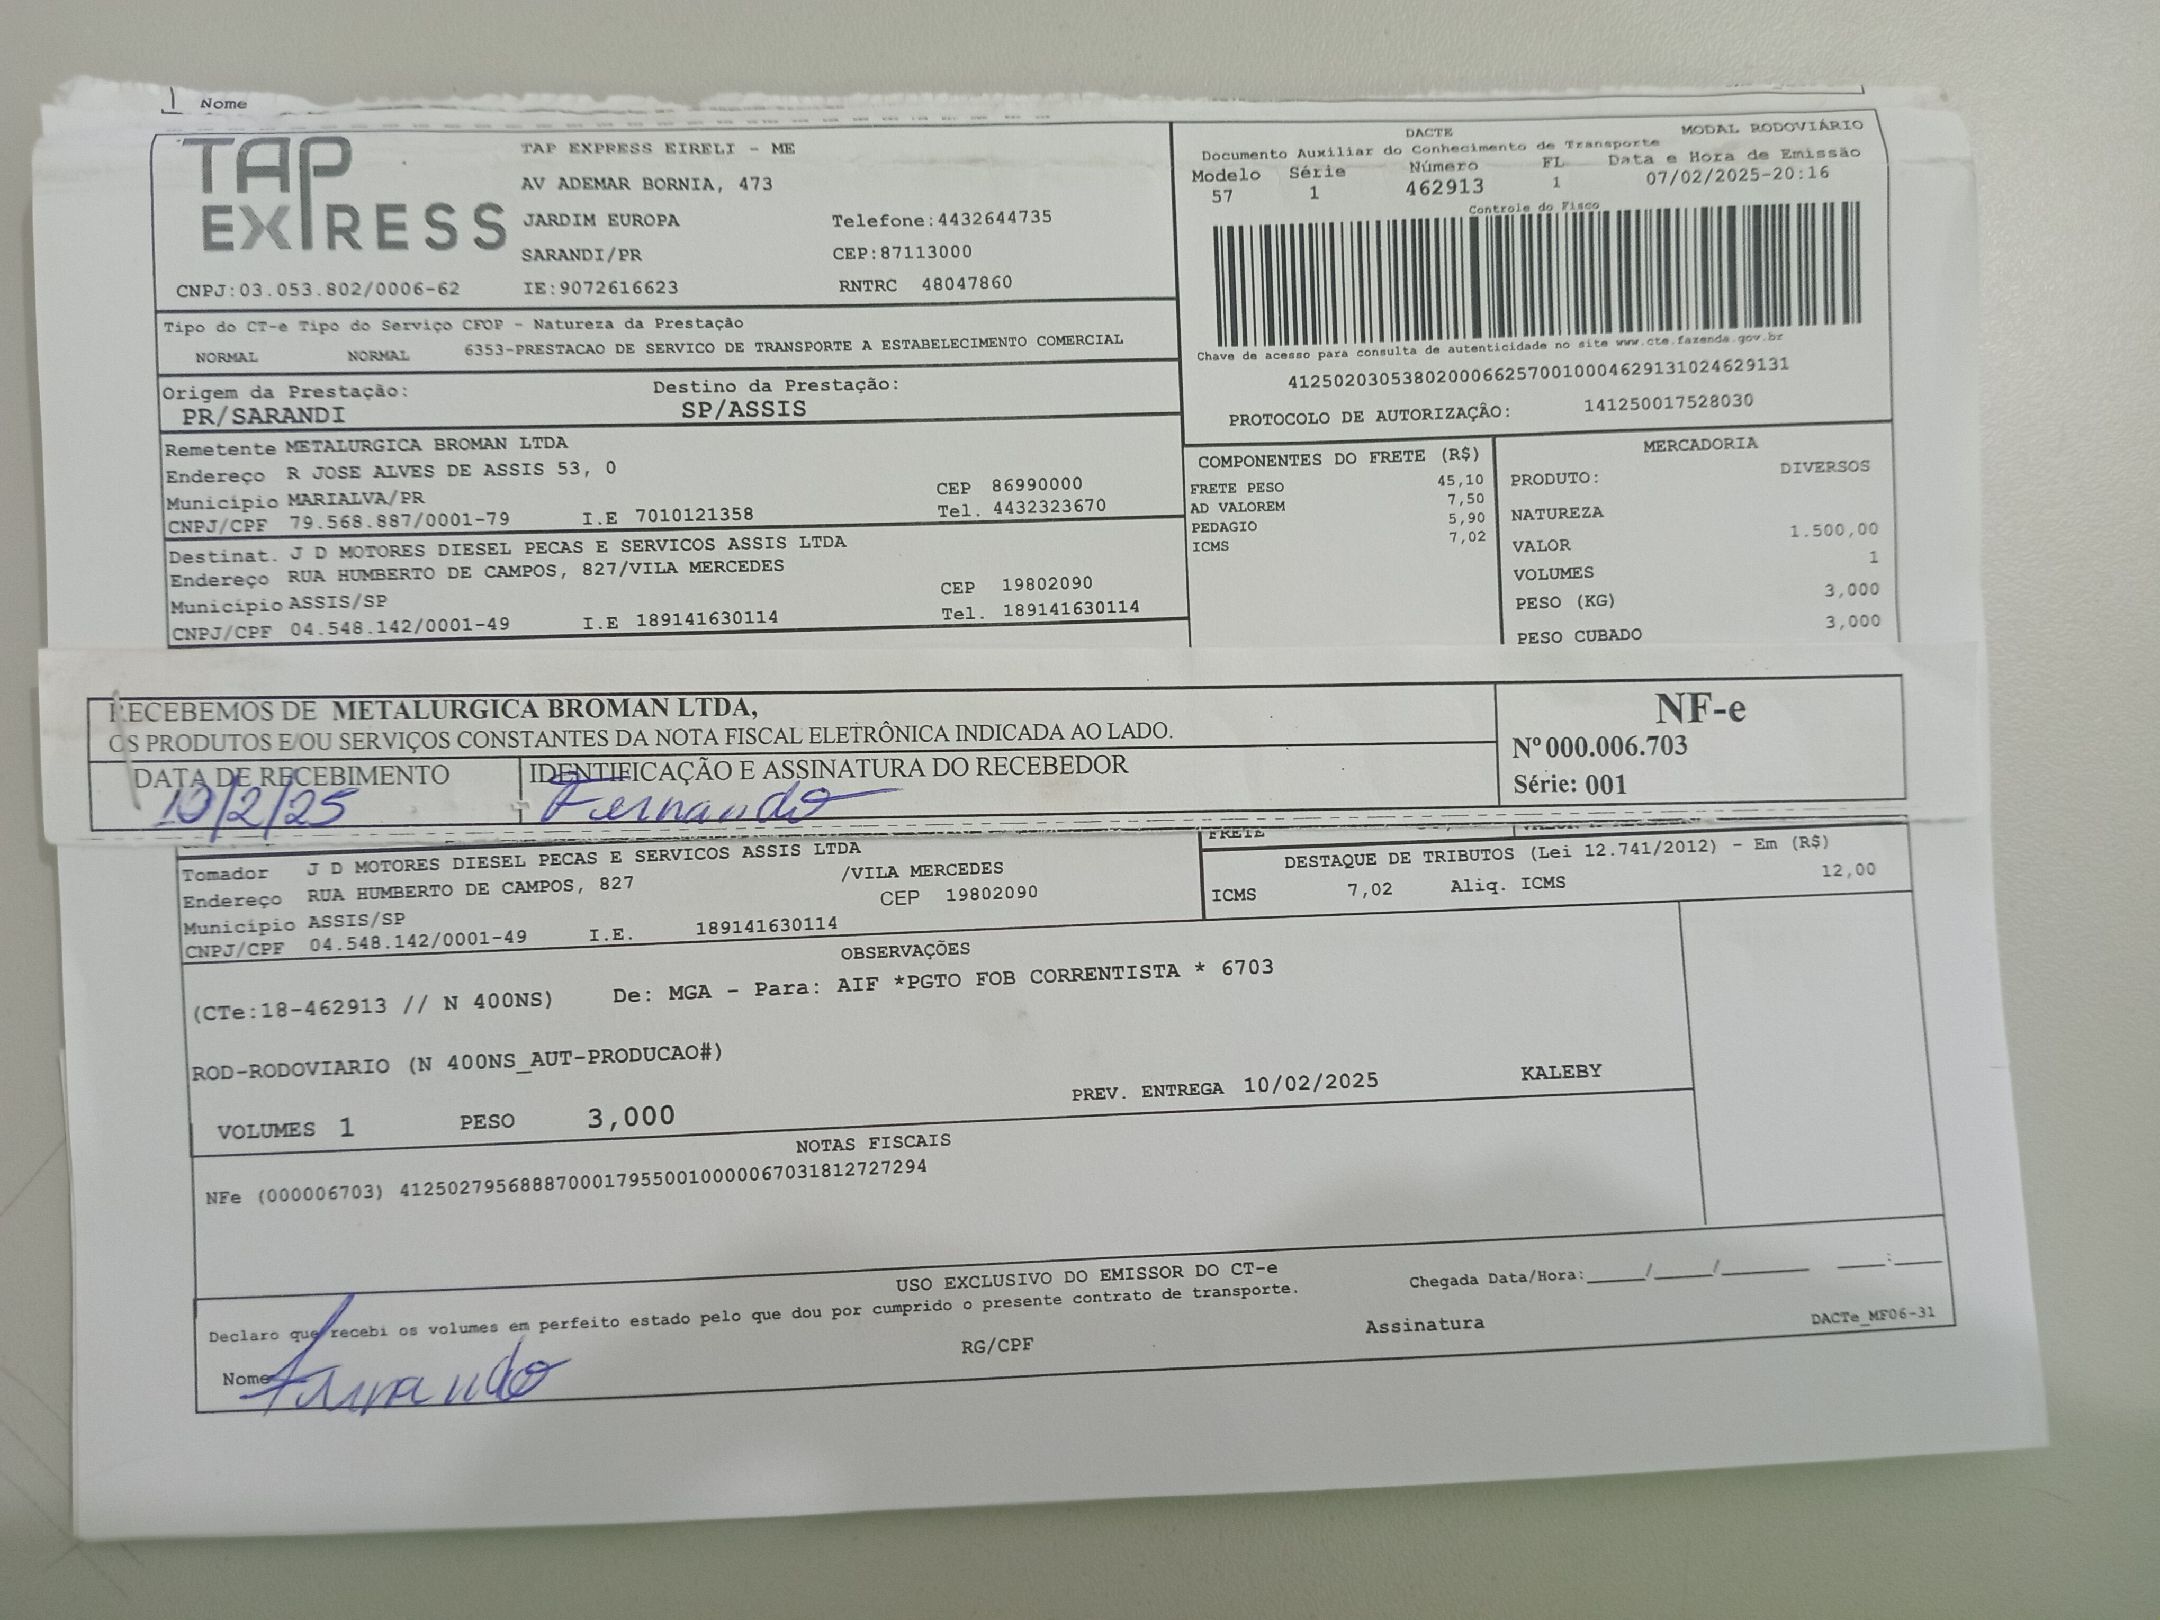 Nome
TAP EXPRESS
TAP EXPRESS EIRELI - ME
AV ADEMAR BORNIA, 473
JARDIM EUROPA Telefone:4432644735
SARANDI/PR CEP:87113000
CNPJ:03.053.802/0006-62 IE:9072616623 RNTRC 48047860
DACTE MODAL RODOVIÁRIO
Documento Auxiliar do Conhecimento de Transporte
Modelo Série Número FL Data e Hora de Emissão
57 1 462913 1 07/02/2025-20:16
Controle do Fisco
Chave de acesso para consulta de autenticidade no site www.cte.fazenda.gov.br
41250203053802000662570010004629131024629131
PROTOCOLO DE AUTORIZAÇÃO: 141250017528030
Tipo do CT-e Tipo do Serviço CFOP - Natureza da Prestação
NORMAL NORMAL 6353-PRESTACAO DE SERVICO DE TRANSPORTE A ESTABELECIMENTO COMERCIAL
Origem da Prestação: Destino da Prestação:
PR/SARANDI SP/ASSIS
Remetente METALURGICA BROMAN LTDA
Endereço R JOSE ALVES DE ASSIS 53, 0
Município MARIALVA/PR CEP 86990000
CNPJ/CPF 79.568.887/0001-79 I.E 7010121358 Tel. 4432323670
Destinat. J D MOTORES DIESEL PECAS E SERVICOS ASSIS LTDA
Endereço RUA HUMBERTO DE CAMPOS, 827/VILA MERCEDES
Município ASSIS/SP CEP 19802090
CNPJ/CPF 04.548.142/0001-49 I.E 189141630114 Tel. 189141630114
COMPONENTES DO FRETE (R$)
FRETE PESO 45,10
AD VALOREM 7,50
PEDAGIO 5,90
ICMS 7,02
MERCADORIA
PRODUTO: DIVERSOS
NATUREZA
VALOR 1.500,00
VOLUMES 1
PESO (KG) 3,000
PESO CUBADO 3,000
RECEBEMOS DE METALURGICA BROMAN LTDA,
OS PRODUTOS E/OU SERVIÇOS CONSTANTES DA NOTA FISCAL ELETRÔNICA INDICADA AO LADO.
DATA DE RECEBIMENTO IDENTIFICAÇÃO E ASSINATURA DO RECEBEDOR
10/2/25 Fernando
NF-e
Nº 000.006.703
Série: 001
FRETE
Tomador J D MOTORES DIESEL PECAS E SERVICOS ASSIS LTDA
Endereço RUA HUMBERTO DE CAMPOS, 827 /VILA MERCEDES
Município ASSIS/SP CEP 19802090
CNPJ/CPF 04.548.142/0001-49 I.E. 189141630114
DESTAQUE DE TRIBUTOS (Lei 12.741/2012) - Em (R$)
ICMS 7,02 Aliq. ICMS 12,00
OBSERVAÇÕES
(CTe:18-462913 // N 400NS) De: MGA - Para: AIF *PGTO FOB CORRENTISTA * 6703
ROD-RODOVIARIO (N 400NS_AUT-PRODUCAO#)
PREV. ENTREGA 10/02/2025 KALEBY
VOLUMES 1 PESO 3,000
NOTAS FISCAIS
NFe (000006703) 41250279568887000179550010000067031812727294
USO EXCLUSIVO DO EMISSOR DO CT-e
Declaro que recebi os volumes em perfeito estado pelo que dou por cumprido o presente contrato de transporte.
Chegada Data/Hora:_____/_____/________ ____:____
Nome Fernando RG/CPF Assinatura
DACTe_MF06-31